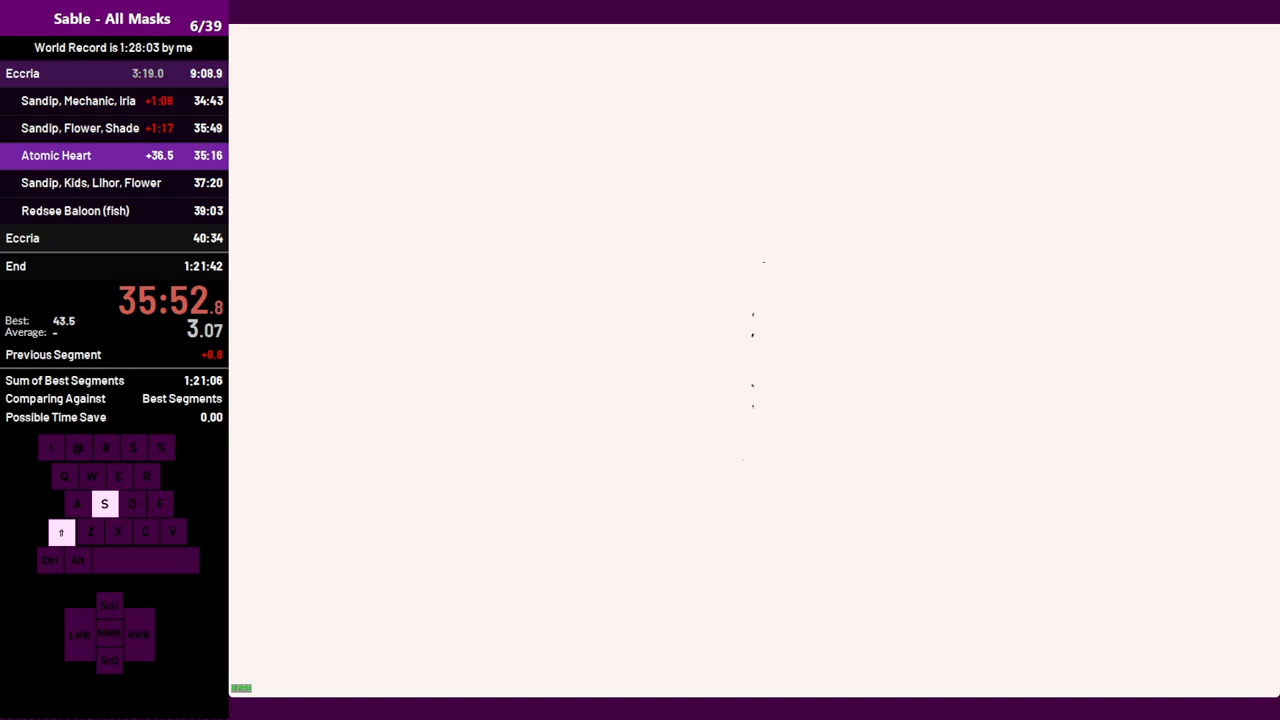 Sable - All Masks 6/39
World Record is 1:28:03 by me
Eccria 3:19.0 9:08.9
Sandip, Mechanic, Iria +1:08 34:43
Sandip, Flower, Shade +1:17 35:49
Atomic Heart +36.5 35:16
Sandip, Kids, LIhor, Flower 37:20
Redsee Baloon (fish) 39:03
Eccria 40:34
End 1:21:42
35:52.8
Best: 43.5
3.07
Average: -
Previous Segment +8.8
Sum of Best Segments 1:21:06
Comparing Against Best Segments
Possible Time Save 0.00
! @ # $ %
Q W E R
A S D F
⇧ Z X C V
Ctrl Alt
ScU
LMB MMB RMB
ScD